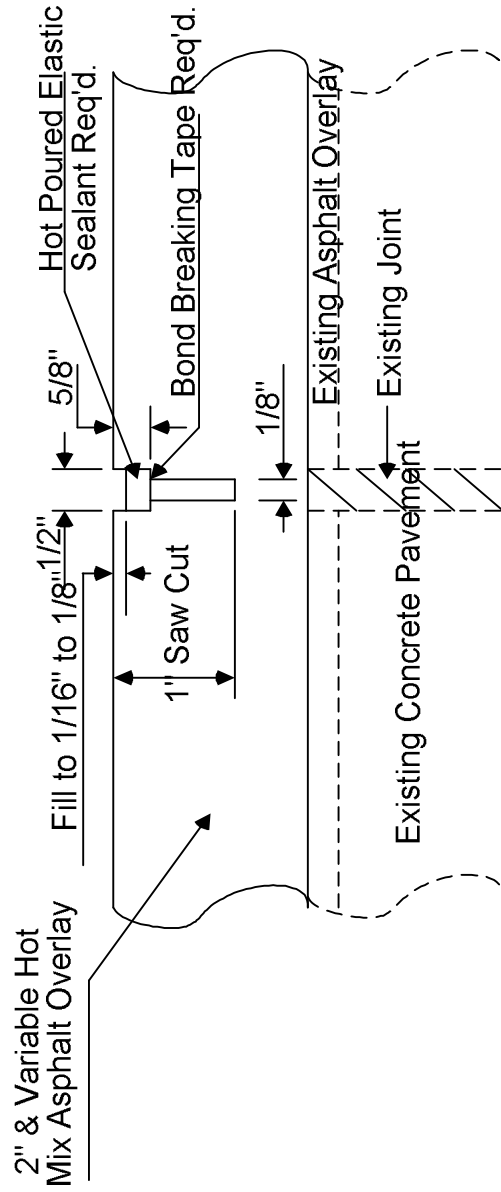 2" & Variable Hot
Mix Asphalt Overlay
Fill to 1/16" to 1/8"
1/2"
5/8"
Hot Poured Elastic
Sealant Req'd.
Bond Breaking Tape Req'd.
1" Saw Cut
1/8"
Existing Asphalt Overlay
Existing Joint
Existing Concrete Pavement